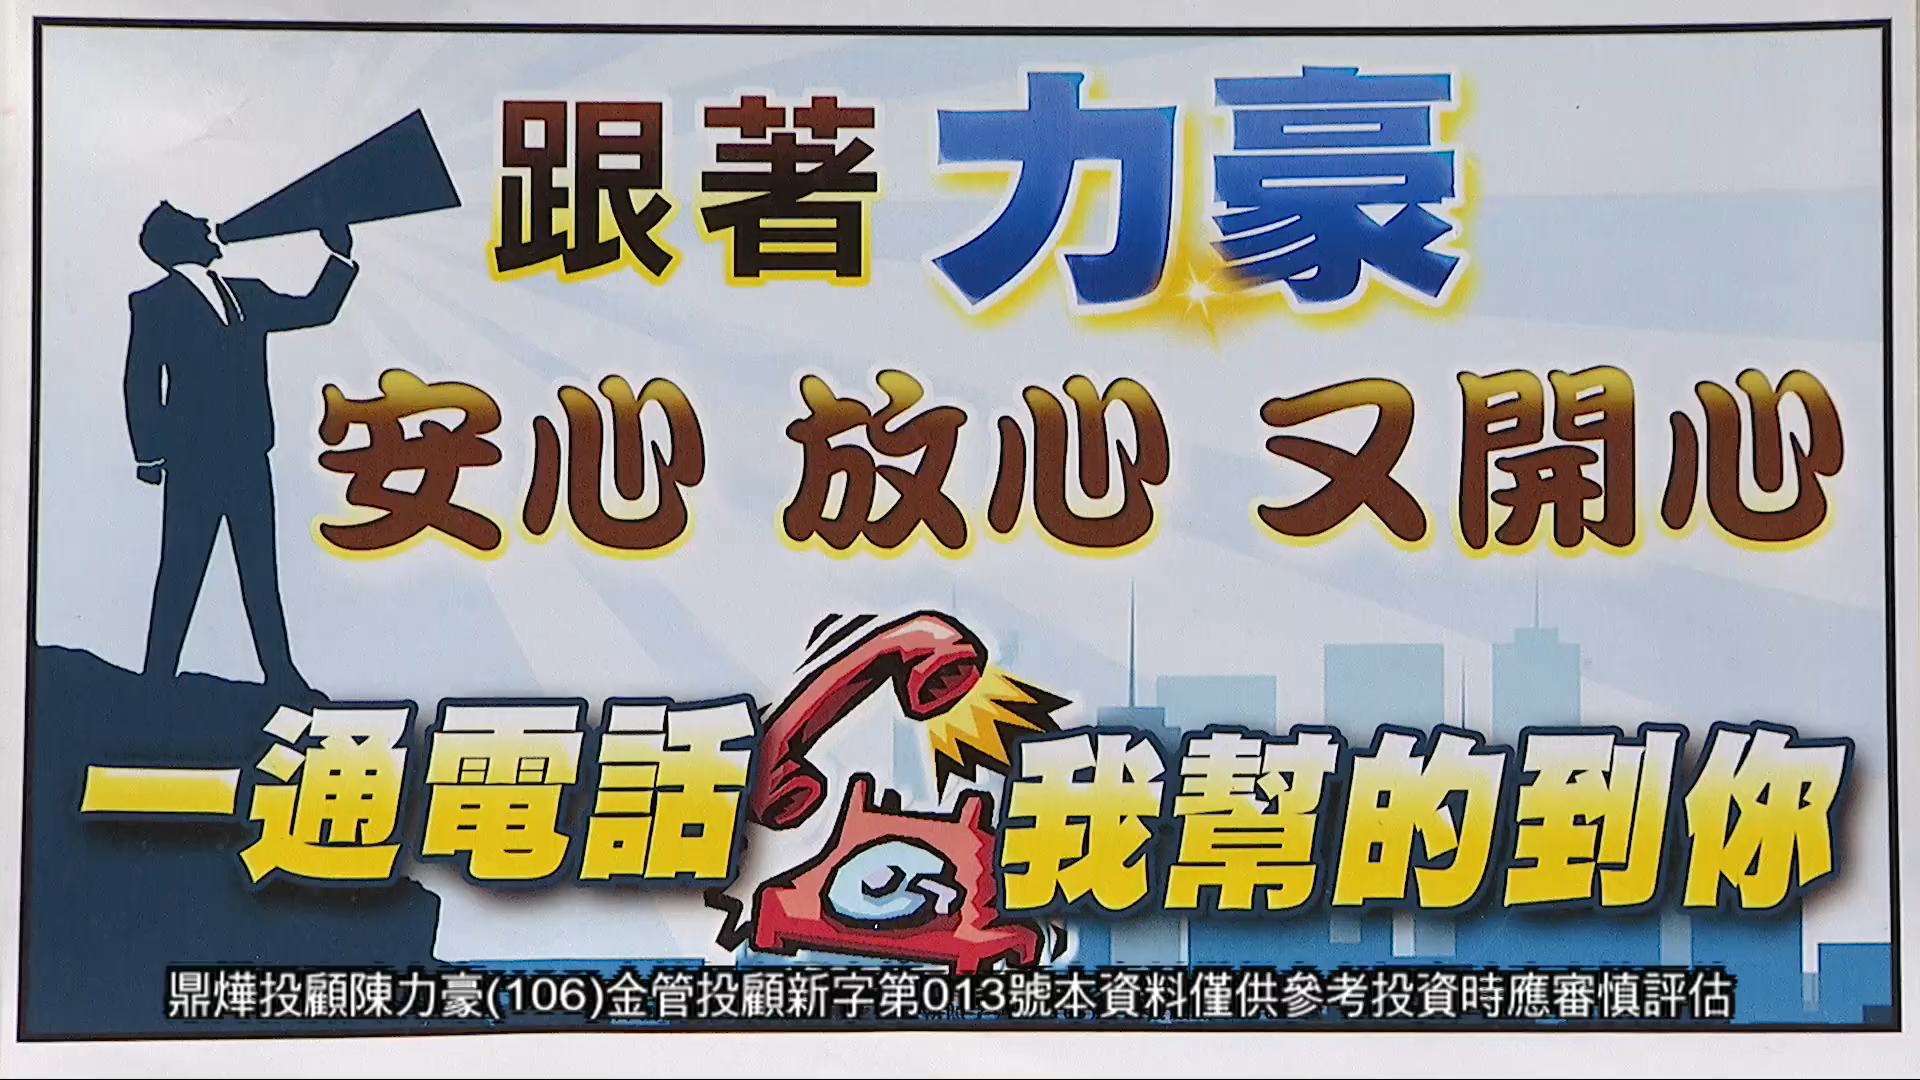 跟著力豪
安心 放心 又開心
一通電話 我幫的到你
鼎燁投顧陳力豪(106)金管投顧新字第013號本資料僅供參考投資時應審慎評估